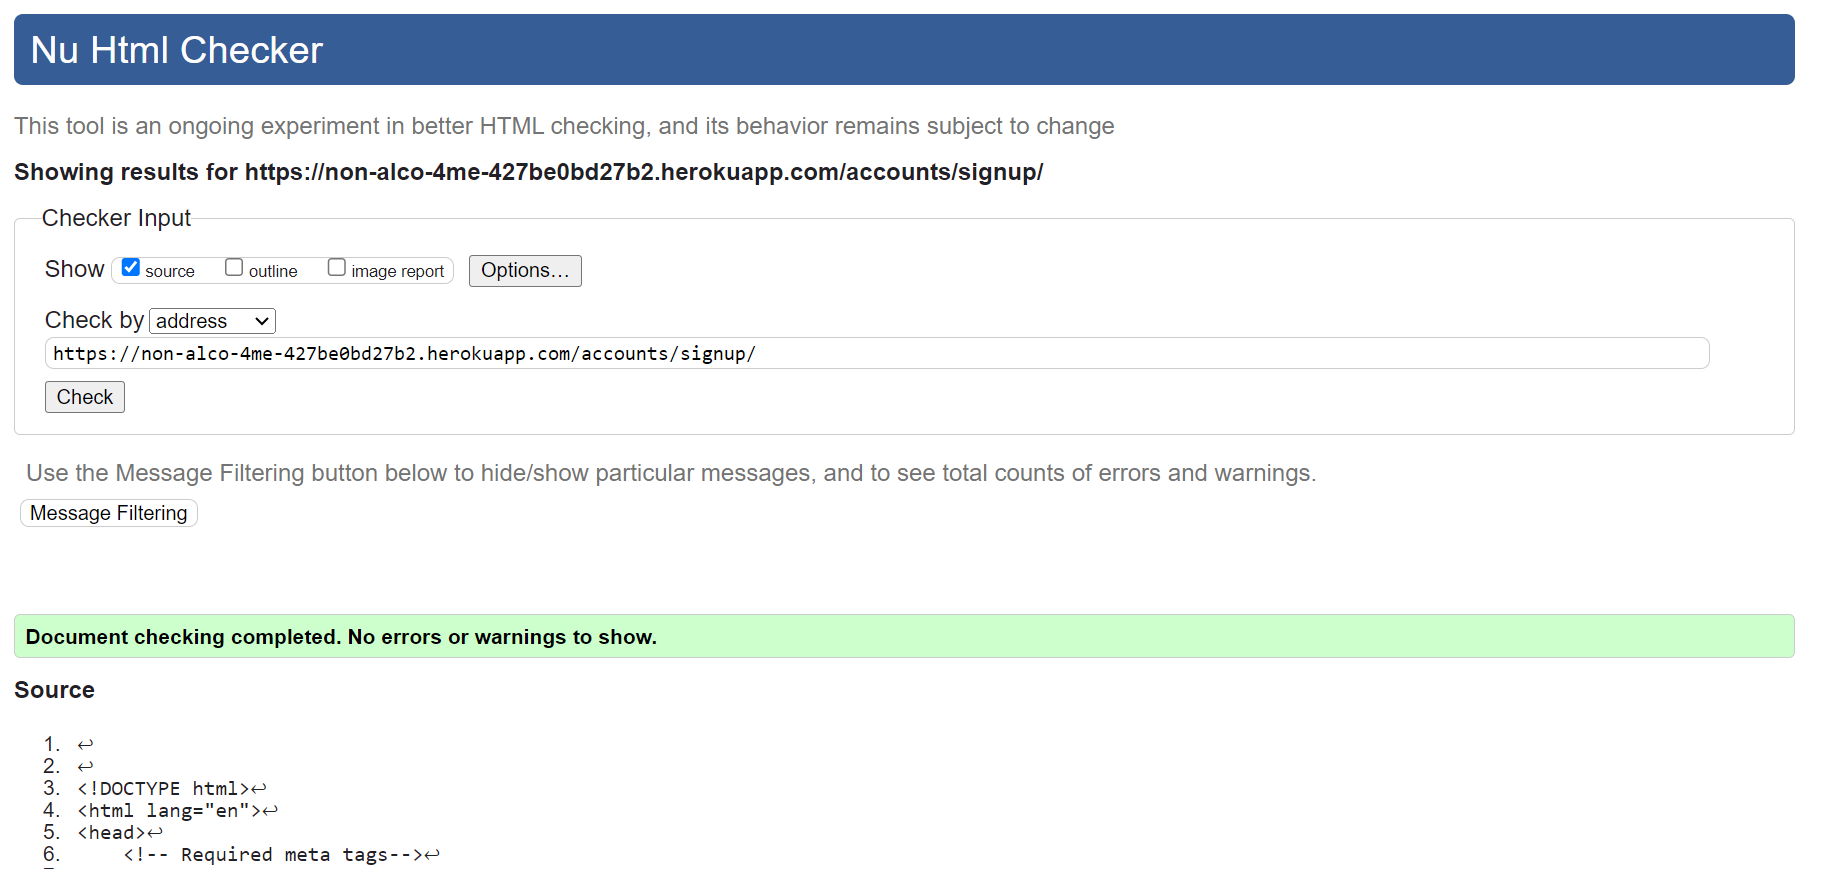 Nu Html Checker
This tool is an ongoing experiment in better HTML checking, and its behavior remains subject to change
Showing results for https://non-alco-4me-427be0bd27b2.herokuapp.com/accounts/signup/
Checker Input
Show source outline image report Options...
Check by address
https://non-alco-4me-427be0bd27b2.herokuapp.com/accounts/signup/
Check
Use the Message Filtering button below to hide/show particular messages, and to see total counts of errors and warnings.
Message Filtering
Document checking completed. No errors or warnings to show.
Source
1. ↩
2. ↩
3. <!DOCTYPE html>↩
4. <html lang="en">↩
5. <head>↩
6. <!-- Required meta tags-->↩